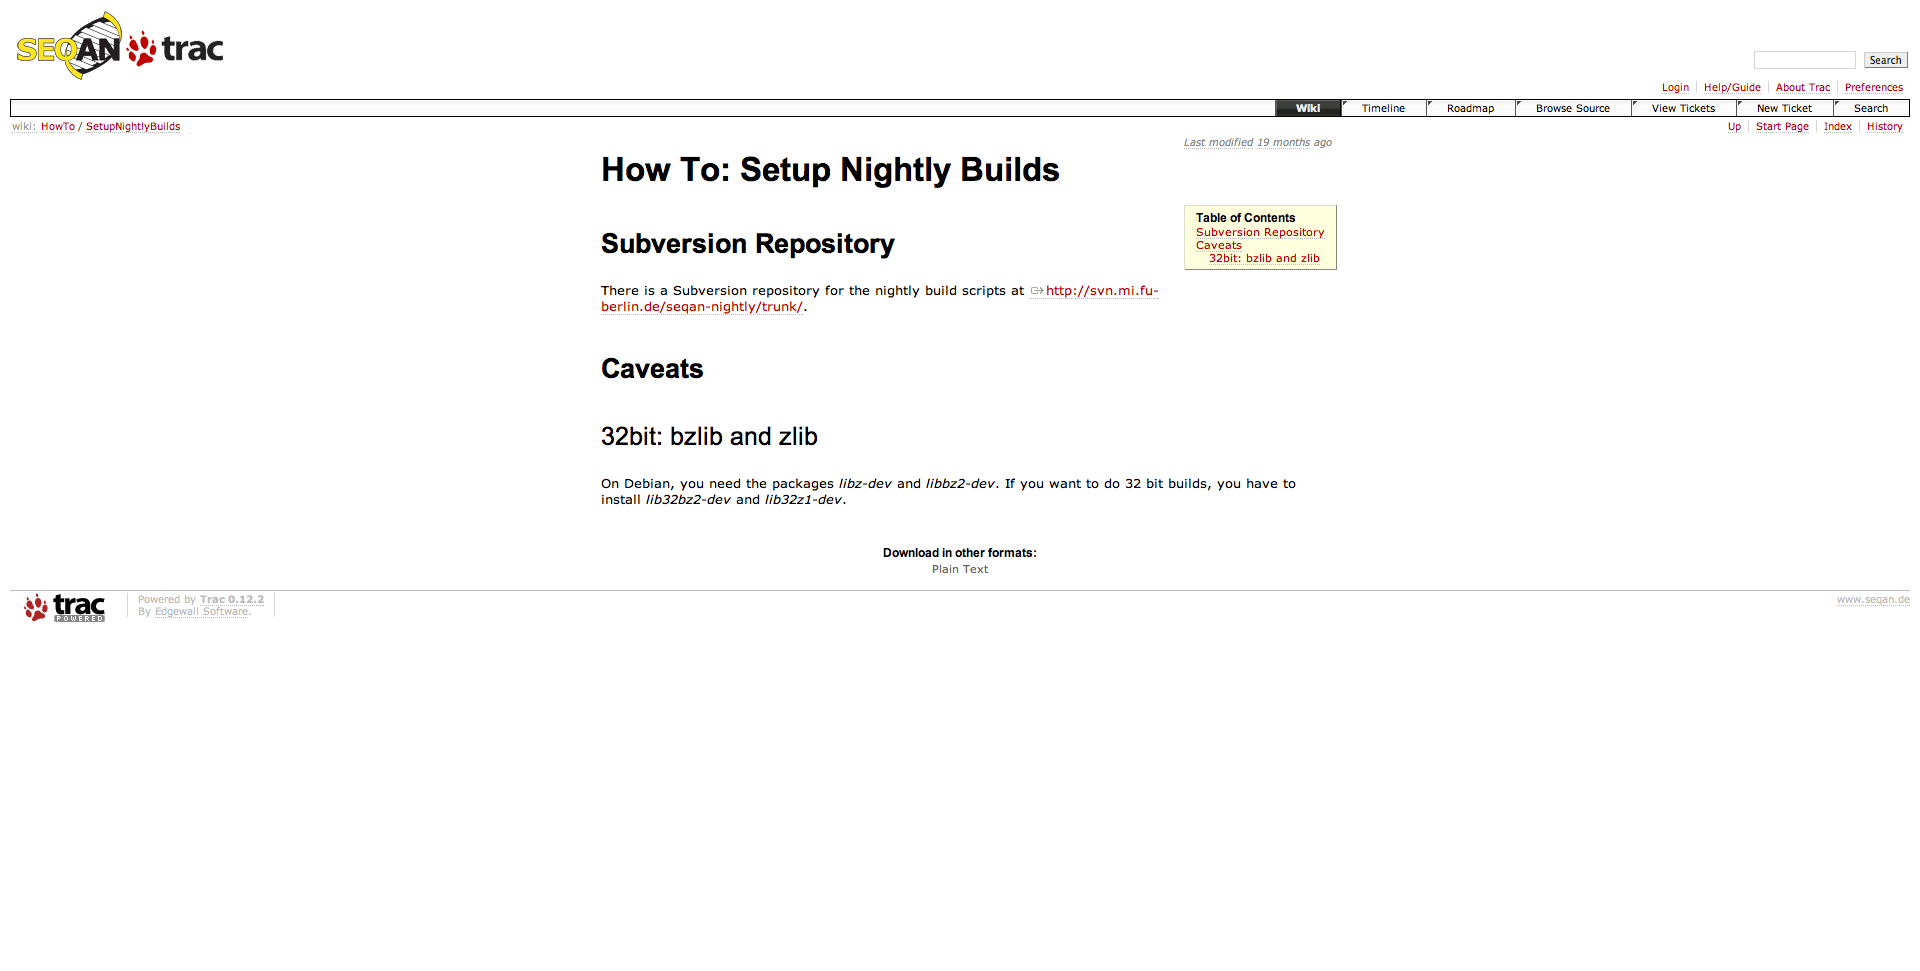 SEQAN trac
Search
Login Help/Guide About Trac Preferences
Wiki Timeline Roadmap Browse Source View Tickets New Ticket Search
wiki: HowTo / SetupNightlyBuilds
Up Start Page Index History
Last modified 19 months ago
How To: Setup Nightly Builds
Table of Contents
Subversion Repository
Caveats
32bit: bzlib and zlib
Subversion Repository
There is a Subversion repository for the nightly build scripts at http://svn.mi.fu-
berlin.de/seqan-nightly/trunk/.
Caveats
32bit: bzlib and zlib
On Debian, you need the packages libz-dev and libbz2-dev. If you want to do 32 bit builds, you have to
install lib32bz2-dev and lib32z1-dev.
Download in other formats:
Plain Text
trac
POWERED
Powered by Trac 0.12.2
By Edgewall Software.
www.seqan.de